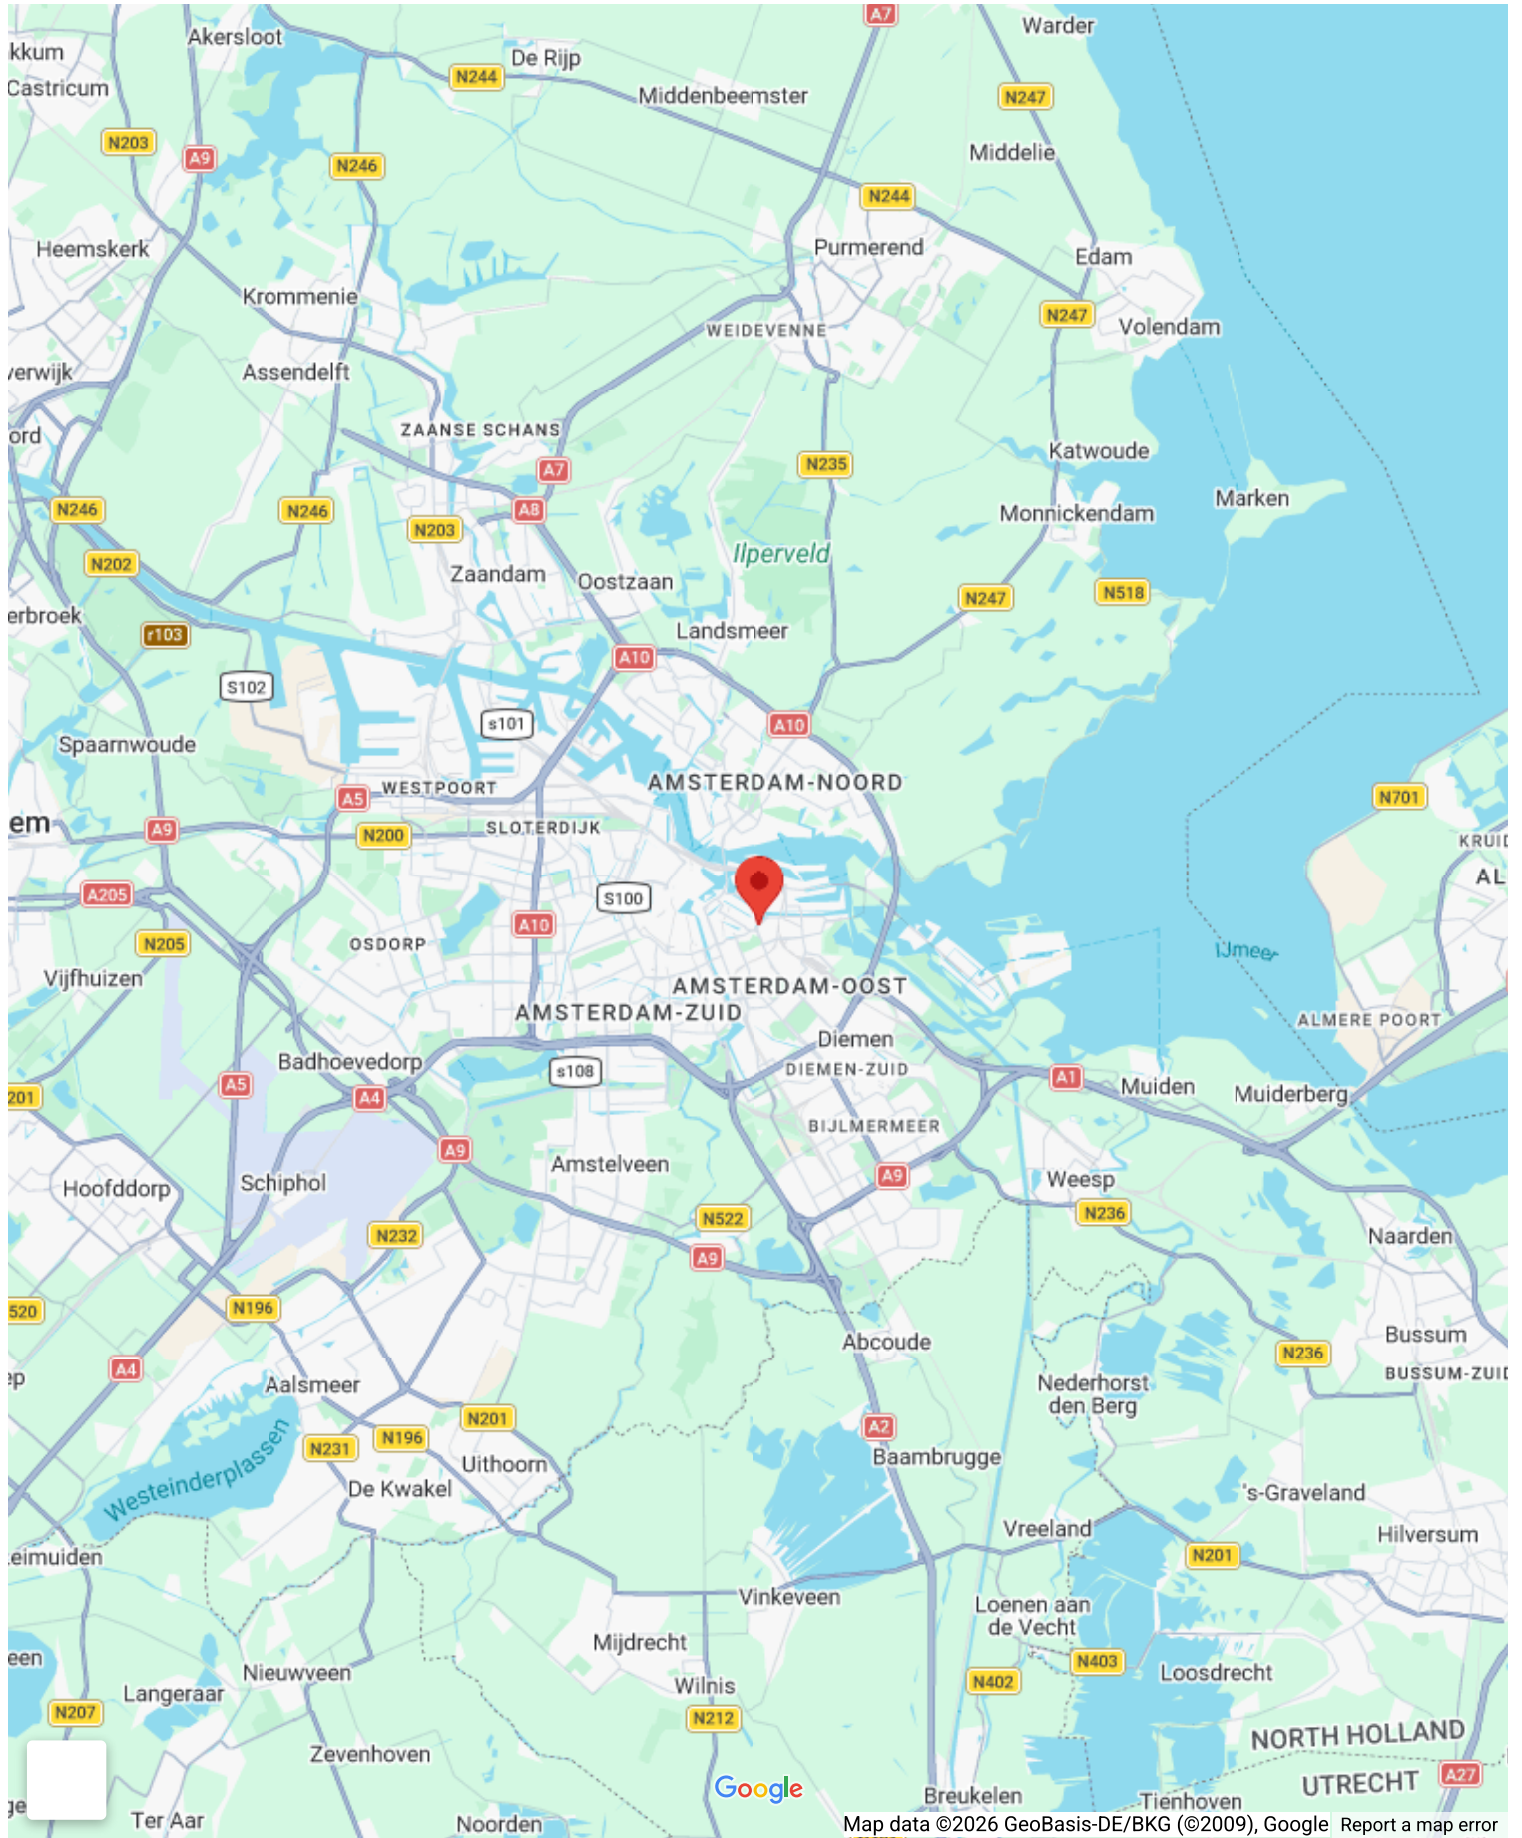 A7
Warder
Akersloot
kkum
De Rijp
N244
Castricum
Middenbeemster
N247
N203
A9
N246
Middelie
N244
Heemskerk
Purmerend
Edam
Krommenie
N247
WEIDEVENNE
Volendam
verwijk
Assendelft
ord
ZAANSE SCHANS
A7
N235
Katwoude
N246
N246
A8
N203
Monnickendam
Marken
N202
Ilperveld
Zaandam
Oostzaan
N247
N518
erbroek
r103
Landsmeer
A10
S102
s101
A10
Spaarnwoude
AMSTERDAM-NOORD
WESTPOORT
A5
N701
em
A9
N200
SLOTERDIJK
KRUID
A205
S100
AL
A10
N205
OSDORP
IJmeer
Vijfhuizen
AMSTERDAM-OOST
AMSTERDAM-ZUID
ALMERE POORT
Diemen
Badhoevedorp
s108
DIEMEN-ZUID
A5
A4
A1
Muiden
Muiderberg
201
BIJLMERMEER
A9
Amstelveen
A9
Weesp
Hoofddorp
Schiphol
N522
N236
N232
Naarden
A9
520
N196
Abcoude
Bussum
N236
A4
ep
Aalsmeer
BUSSUM-ZUID
Nederhorst
den Berg
N201
A2
N231
N196
Westeinderplassen
Uithoorn
Baambrugge
De Kwakel
's-Graveland
Vreeland
Hilversum
Leimuiden
N201
Vinkeveen
Loenen aan
de Vecht
Mijdrecht
een
Nieuwveen
N403
Loosdrecht
Langeraar
Wilnis
N402
N207
N212
NORTH HOLLAND
Zevenhoven
A27
UTRECHT
Google
Breukelen
Tienhoven
ge
Ter Aar
Noorden
Map data ©2026 GeoBasis-DE/BKG (©2009), Google
Report a map error